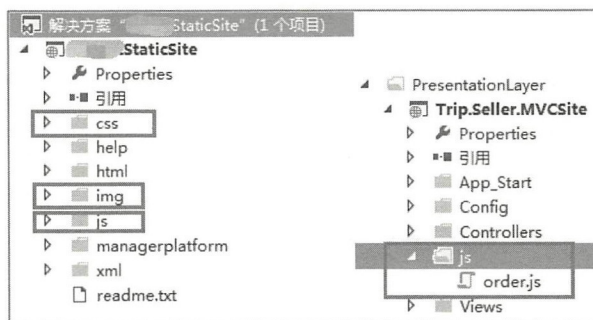 解决方案 " StaticSite" (1 个项目)
.StaticSite
Properties
引用
css
help
html
img
js
managerplatform
xml
readme.txt
PresentationLayer
Trip.Seller.MVCSite
Properties
引用
App_Start
Config
Controllers
js
order.js
Views